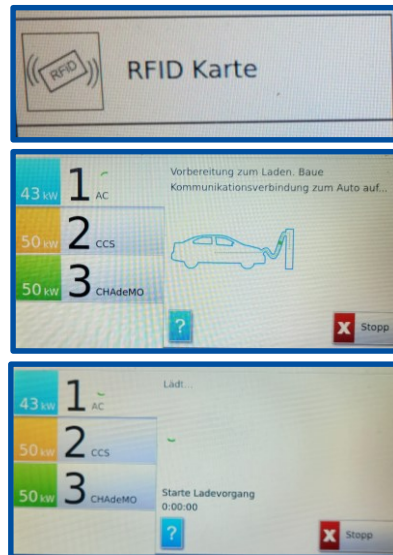 RFID
RFID Karte
Vorbereitung zum Laden. Baue
Kommunikationsverbindung zum Auto auf...
43 kW 1 AC
50 kW 2 CCS
50 kW 3 CHAdeMO
? X Stopp
Lädt...
43 kW 1 AC
50 kW 2 CCS
50 kW 3 CHAdeMO
Starte Ladevorgang
0:00:00
? X Stopp